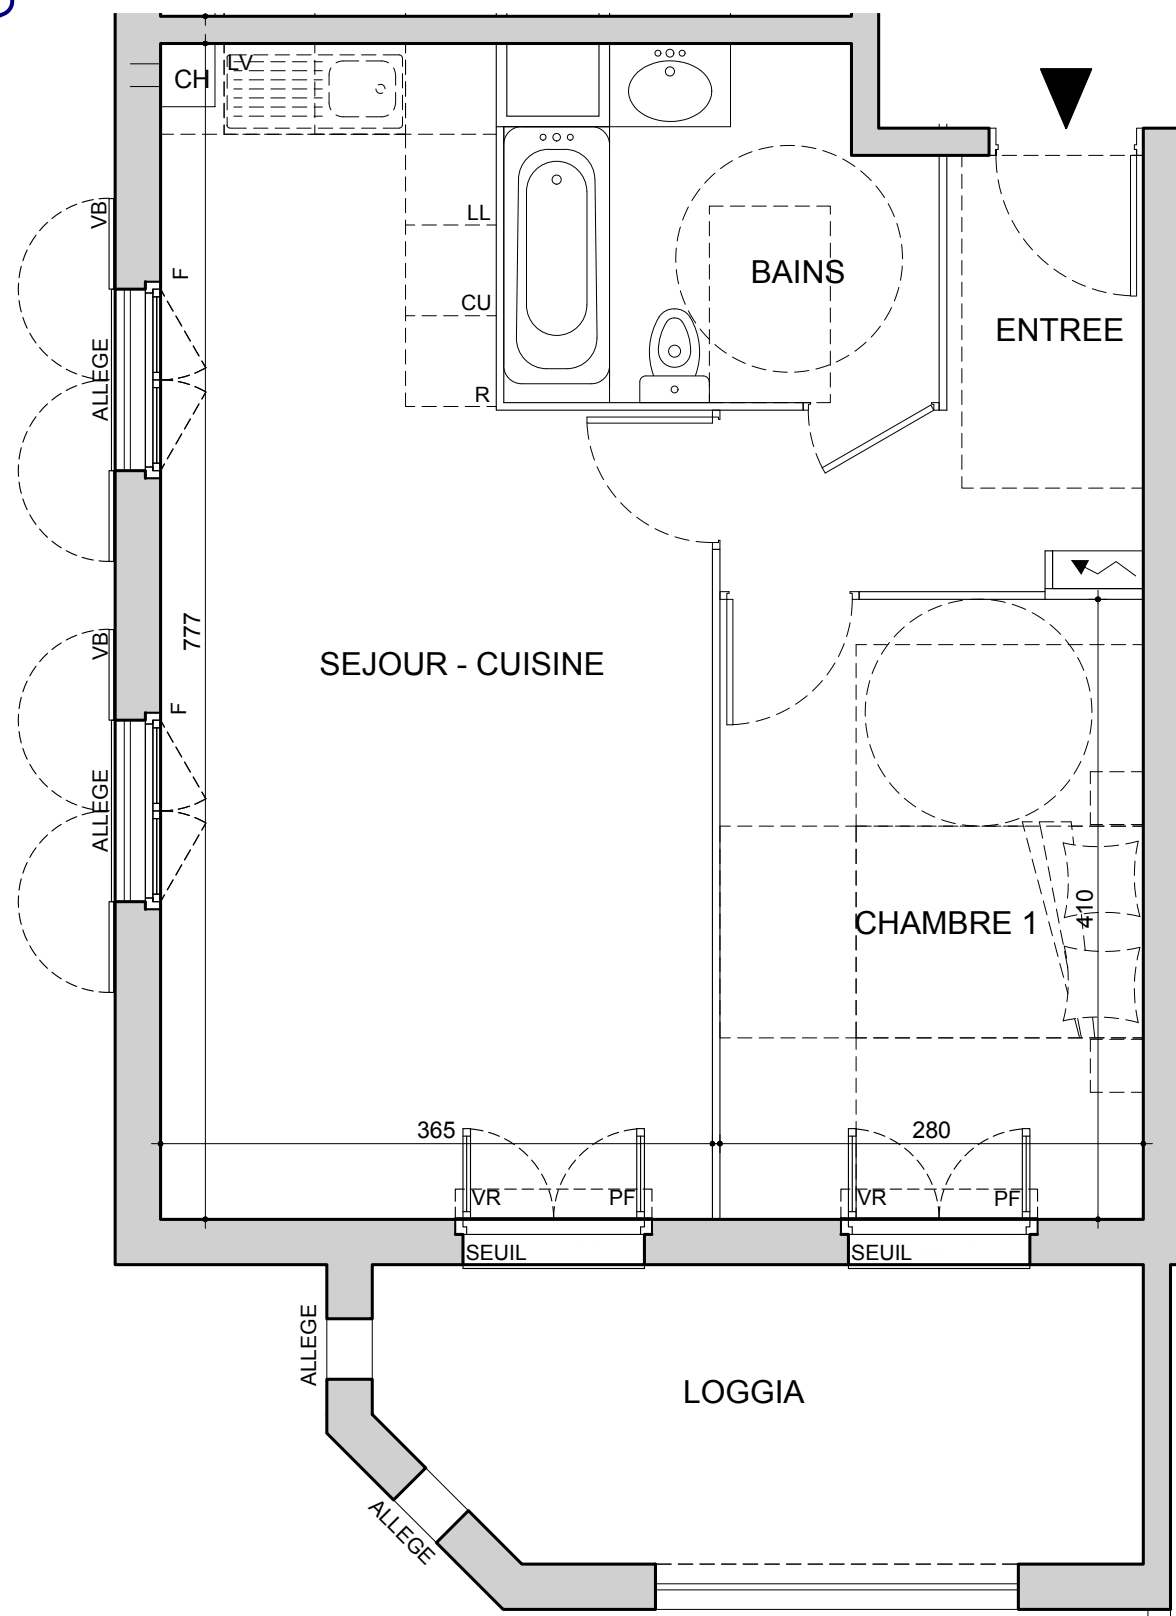 CH
LV
VB
LL
F
BAINS
CU
ENTREE
ALLEGE
R
777
VB
SEJOUR - CUISINE
F
ALLEGE
CHAMBRE 1
410
365
280
VR
PF
VR
PF
SEUIL
SEUIL
ALLEGE
LOGGIA
ALLEGE